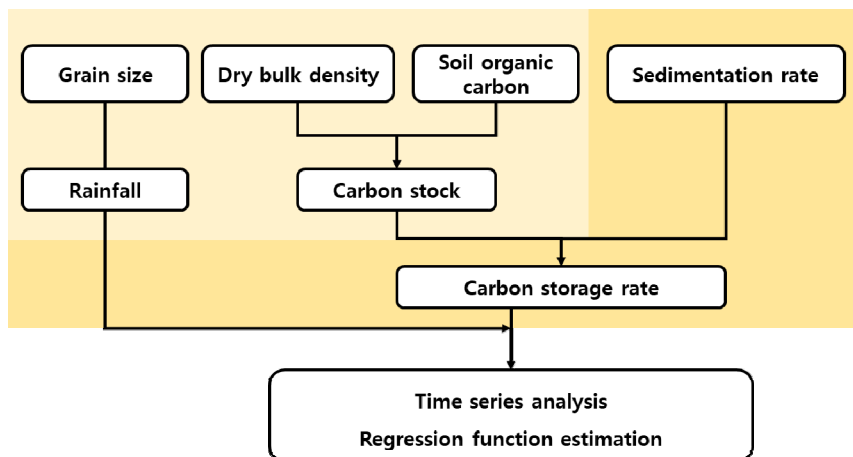 Grain size
Dry bulk density
Soil organic
carbon
Sedimentation rate
Rainfall
Carbon stock
Carbon storage rate
Time series analysis
Regression function estimation